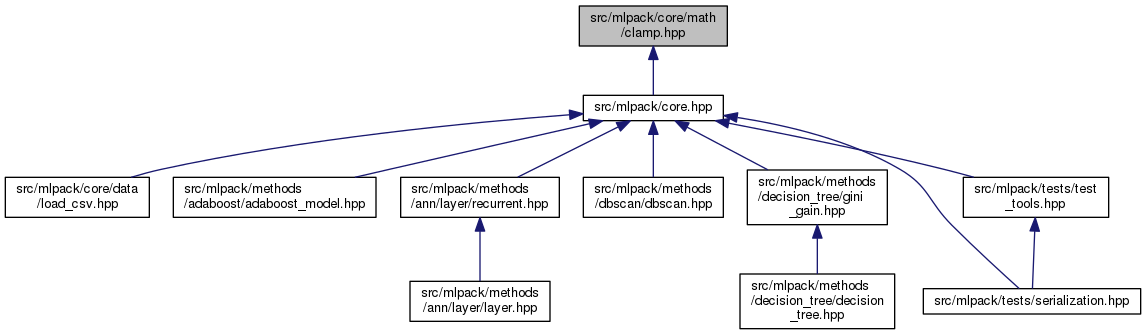 src/mlpack/core/math
/clamp.hpp
src/mlpack/core.hpp
src/mlpack/core/data
/load_csv.hpp
src/mlpack/methods
/adaboost/adaboost_model.hpp
src/mlpack/methods
/ann/layer/recurrent.hpp
src/mlpack/methods
/dbscan/dbscan.hpp
src/mlpack/methods
/decision_tree/gini
_gain.hpp
src/mlpack/tests/test
_tools.hpp
src/mlpack/methods
/ann/layer/layer.hpp
src/mlpack/methods
/decision_tree/decision
_tree.hpp
src/mlpack/tests/serialization.hpp